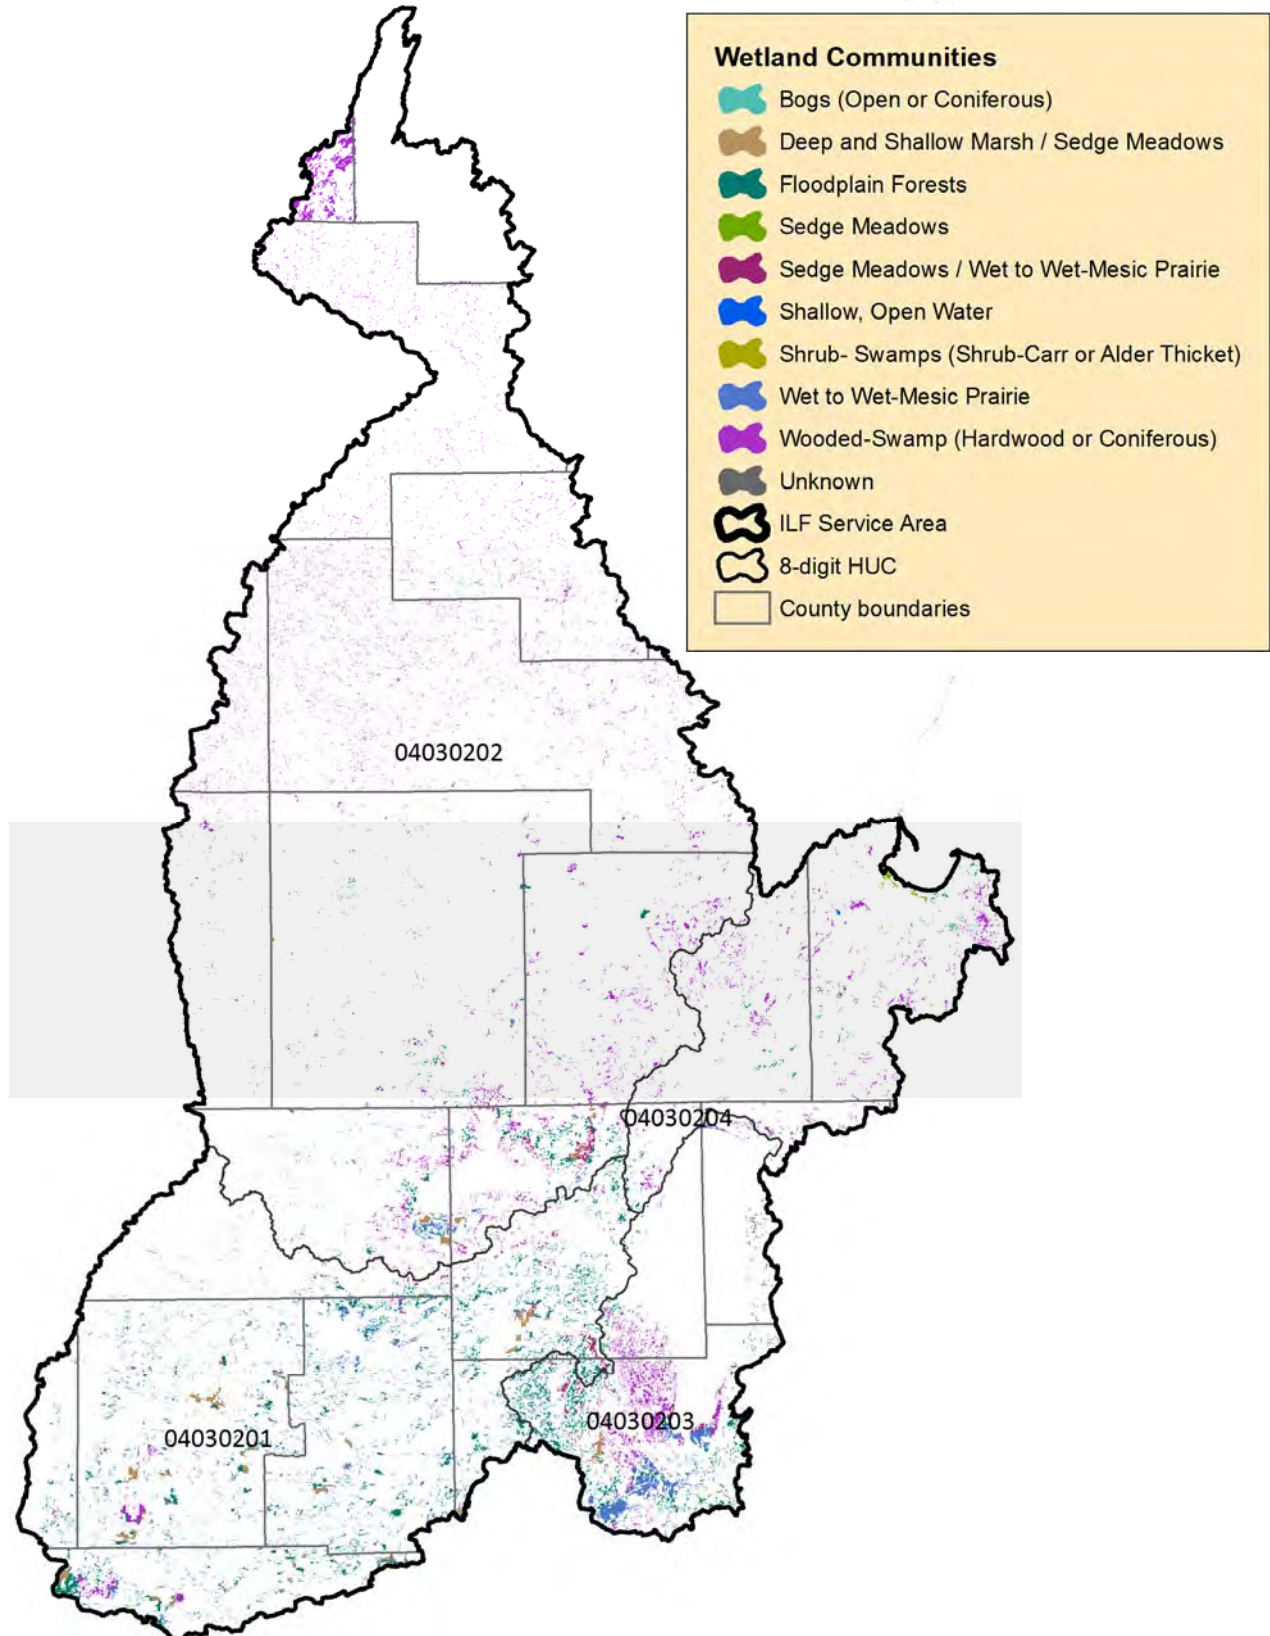 Wetland Communities
Bogs (Open or Coniferous)
Deep and Shallow Marsh / Sedge Meadows
Floodplain Forests
Sedge Meadows
Sedge Meadows / Wet to Wet-Mesic Prairie
Shallow, Open Water
Shrub- Swamps (Shrub-Carr or Alder Thicket)
Wet to Wet-Mesic Prairie
Wooded-Swamp (Hardwood or Coniferous)
Unknown
ILF Service Area
8-digit HUC
County boundaries
04030202
04030204
04030203
04030201